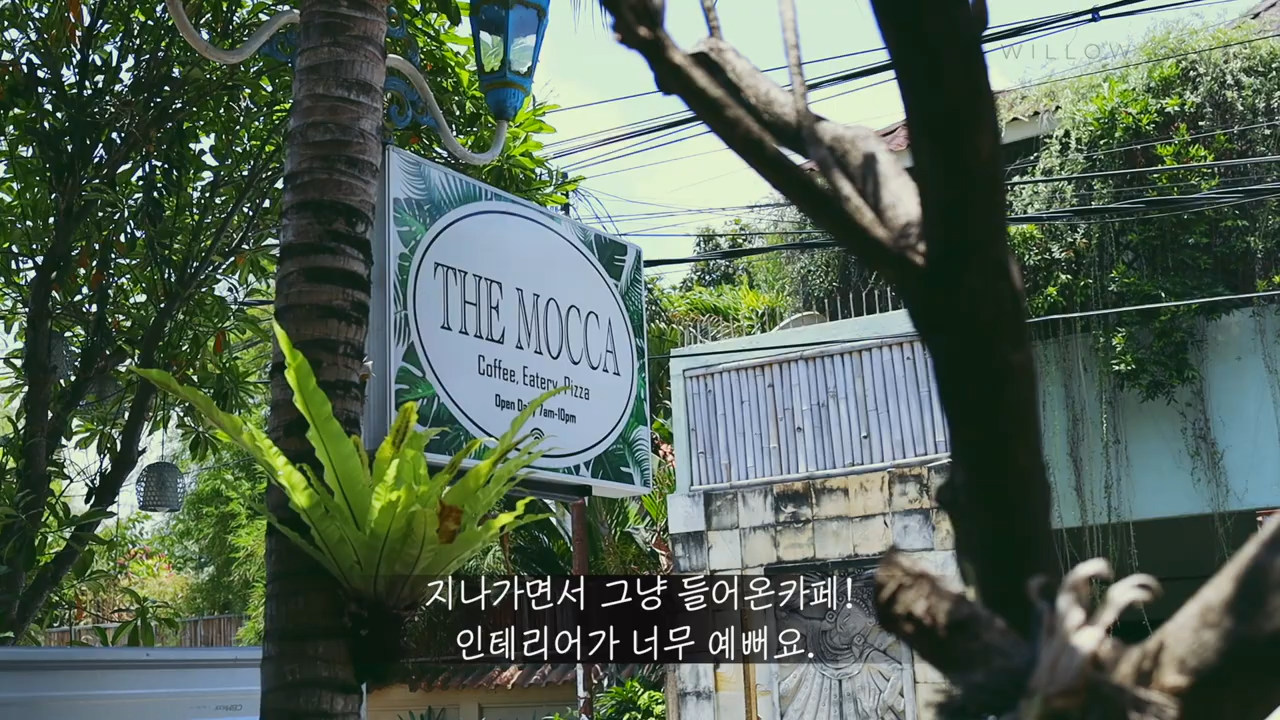 WILLOW
THE MOCCA
Coffee, Eatery, Pizza
Open Daily 7am-10pm
지나가면서 그냥 들어온카페!
인테리어가 너무 예뻐요.